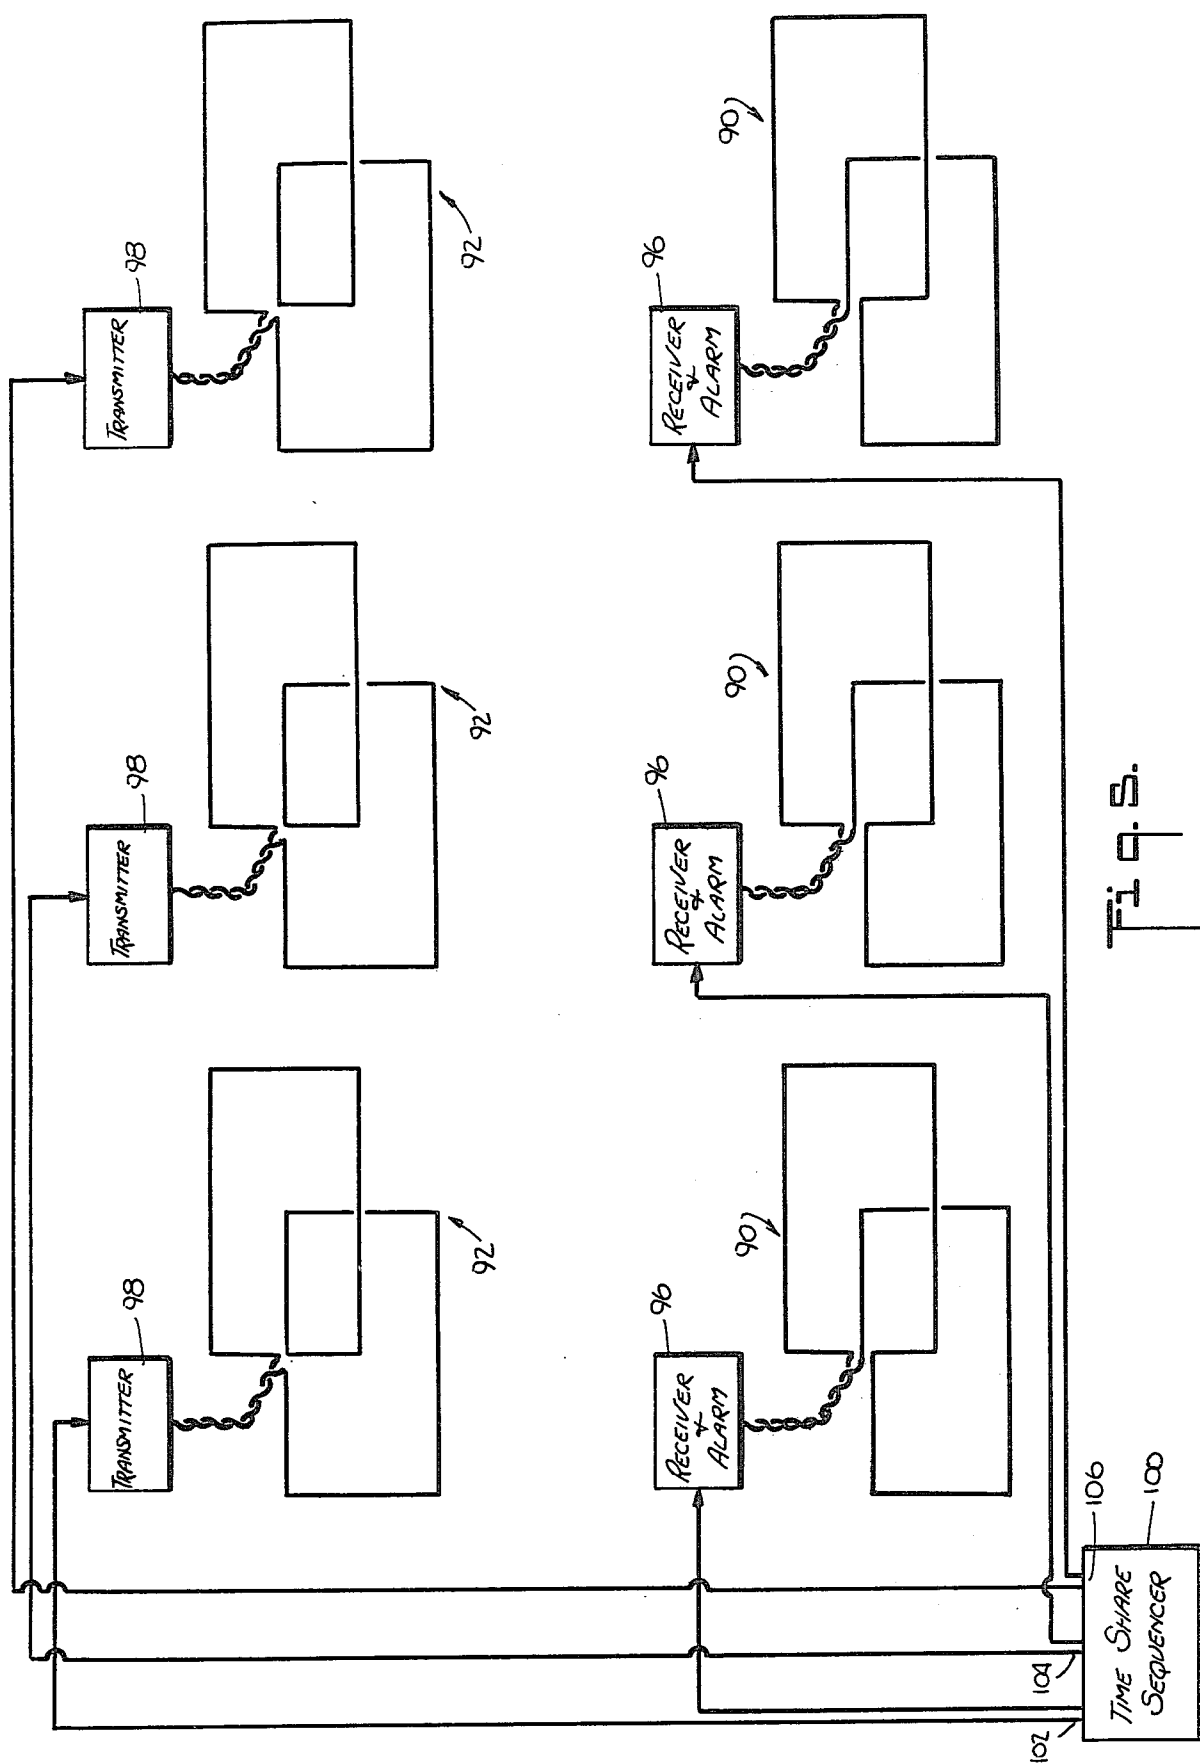 TRANSMITTER
98
92
TRANSMITTER
98
92
TRANSMITTER
98
92
RECEIVER
&
ALARM
96
90
RECEIVER
&
ALARM
96
90
RECEIVER
&
ALARM
96
90
102
104
106
TIME SHARE
SEQUENCER
100
Fig. 5.